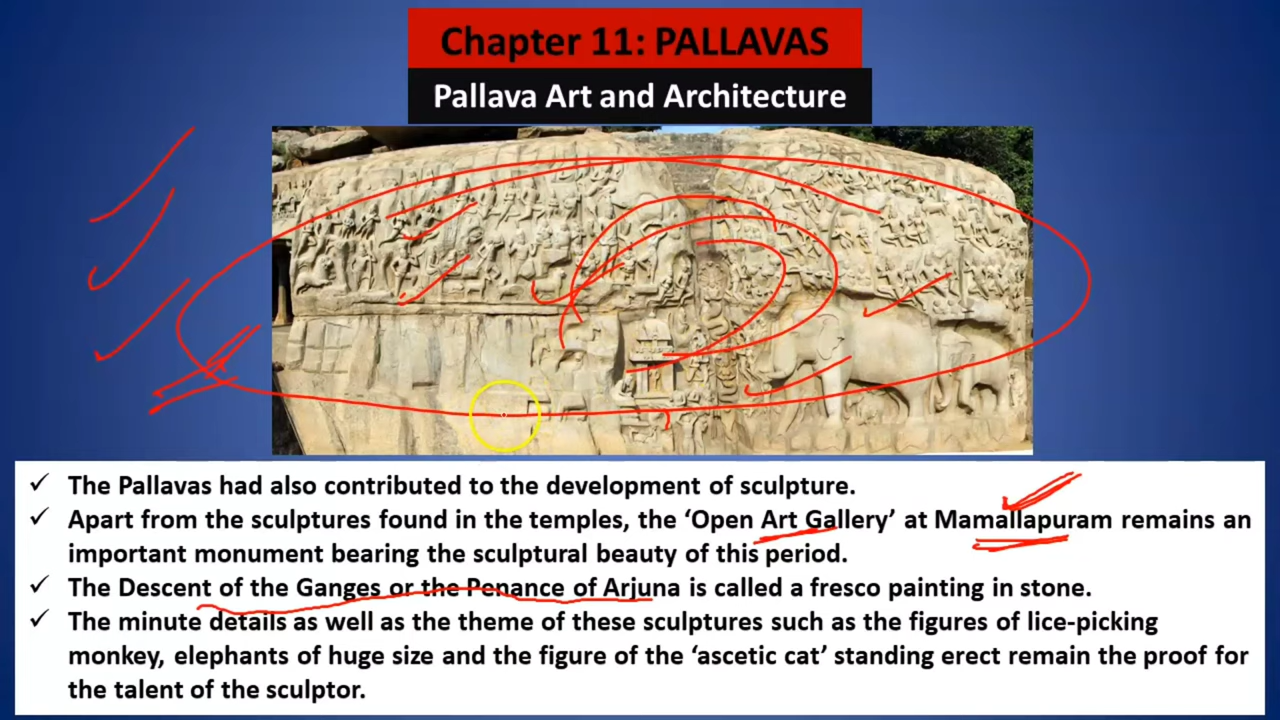 Chapter 11: PALLAVAS
Pallava Art and Architecture
✓ The Pallavas had also contributed to the development of sculpture.
✓ Apart from the sculptures found in the temples, the ‘Open Art Gallery’ at Mamallapuram remains an
important monument bearing the sculptural beauty of this period.
✓ The Descent of the Ganges or the Penance of Arjuna is called a fresco painting in stone.
✓ The minute details as well as the theme of these sculptures such as the figures of lice-picking
monkey, elephants of huge size and the figure of the ‘ascetic cat’ standing erect remain the proof for
the talent of the sculptor.